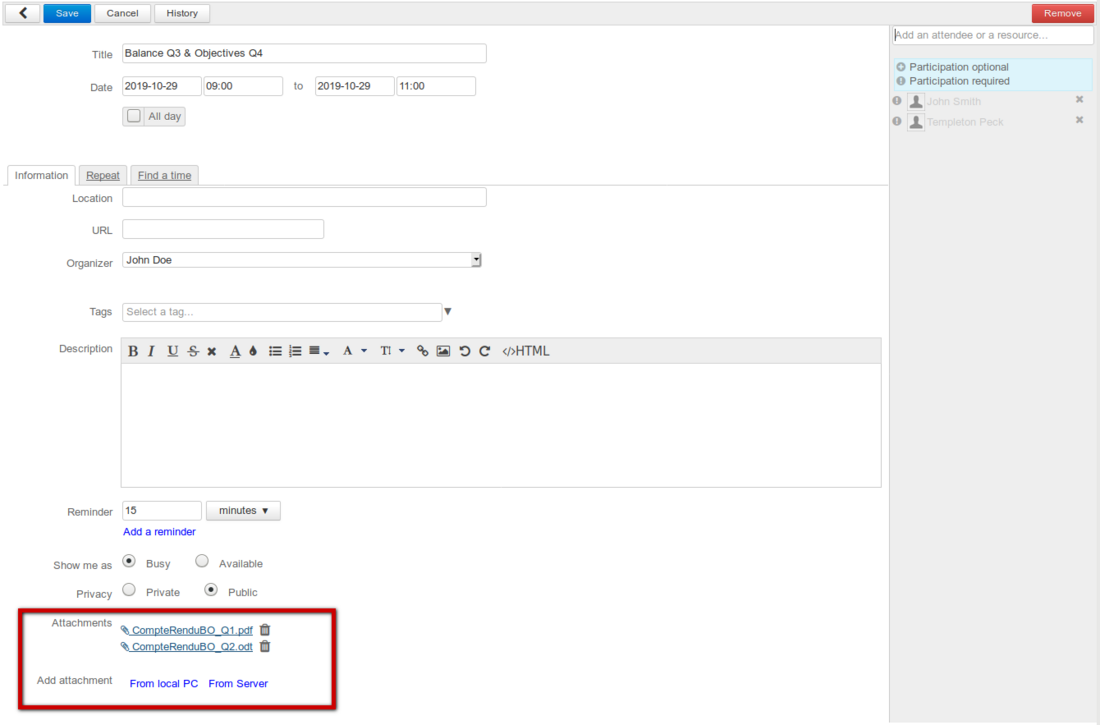 Save Cancel History Remove
Add an attendee or a resource...
Title Balance Q3 & Objectives Q4
Participation optional
Participation required
Date 2019-10-29 09:00 to 2019-10-29 11:00
John Smith
All day
Templeton Peck
Information Repeat Find a time
Location
URL
Organizer John Doe
Tags Select a tag...
Description B I U S A A T! </>HTML
Reminder 15 minutes
Add a reminder
Show me as Busy Available
Privacy Private Public
Attachments CompteRenduBO_Q1.pdf
CompteRenduBO_Q2.odt
Add attachment From local PC From Server